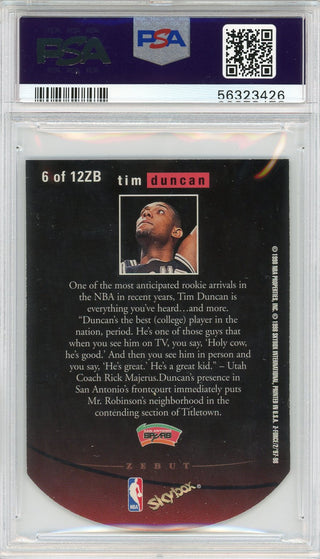 PSA
PSA
56323426
6 of 12ZB
tim duncan
One of the most anticipated rookie arrivals in
the NBA in recent years, Tim Duncan is
everything you've heard...and more.
"Duncan's the best (college) player in the
nation, period. He's one of those guys that
when you see him on TV, you say, 'Holy cow,
he's good.' And then you see him in person and
you say, 'He's great.' He's a great kid." – Utah
Coach Rick Majerus.Duncan's presence in
San Antonio's frontcourt immediately puts
Mr. Robinson's neighborhood in the
contending section of Titletown.
SAN ANTONIO
SPURS
ZEBUT
NBA
SkyBox
© 1998 NBA PROPERTIES, INC. © 1998 SKYBOX INTERNATIONAL. PRINTED IN U.S.A.